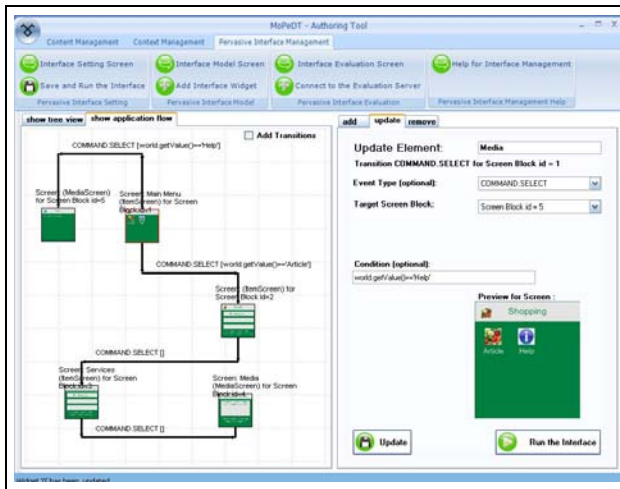 MoPeDT - Authoring Tool
Content Management Context Management Pervasive Interface Management
Interface Setting Screen Interface Model Screen Interface Evaluation Screen Help for Interface Management
Save and Run the Interface Add Interface Widget Connect to the Evaluation Server
Pervasive Interface Setting Pervasive Interface Model Pervasive Interface Evaluation Pervasive Interface Management Help
show tree view show application flow
Add Transitions
COMMAND.SELECT [world.getValue()=='Help']
Screen: (MediaScreen)
for Screen Block id=5
Screen: Main Menu
(ItemScreen) for Screen
Block id=1
COMMAND.SELECT [world.getValue()=='Article']
Screen: (ItemScreen) for
Screen Block id=2
COMMAND.SELECT []
Screen: Services
(ItemScreen) for Screen
Block id=3
Screen: Media
(MediaScreen) for Screen
Block id=4
COMMAND.SELECT []
add update remove
Update Element: Media
Transition COMMAND.SELECT for Screen Block id = 1
Event Type (optional): COMMAND.SELECT
Target Screen Block: Screen Block id = 5
Condition (optional):
world.getValue()=='Help'
Preview for Screen :
Shopping
Article Help
Update Run the Interface